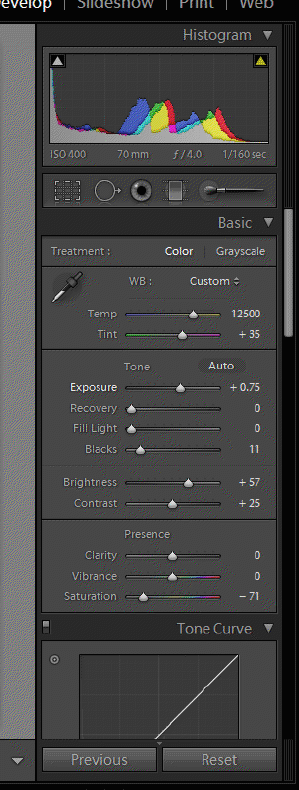 Develop | Slideshow | Print | Web
Histogram
ISO 400 70 mm ƒ / 4.0 1/160 sec
Basic
Treatment : Color | Grayscale
WB : Custom
Temp 12500
Tint + 35
Tone Auto
Exposure + 0.75
Recovery 0
Fill Light 0
Blacks 11
Brightness + 57
Contrast + 25
Presence
Clarity 0
Vibrance 0
Saturation − 71
Tone Curve
Previous Reset